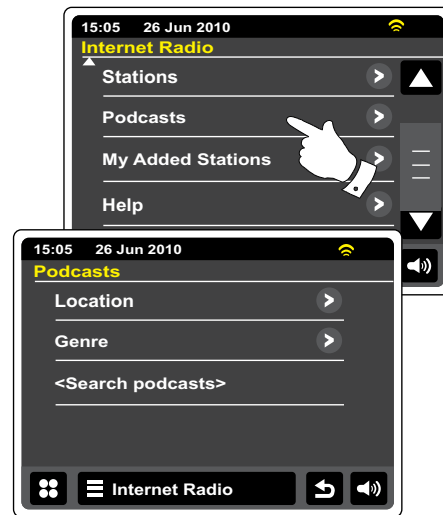 15:05 26 Jun 2010
Internet Radio
Stations
Podcasts
My Added Stations
Help
15:05 26 Jun 2010
Podcasts
Location
Genre
<Search podcasts>
Internet Radio